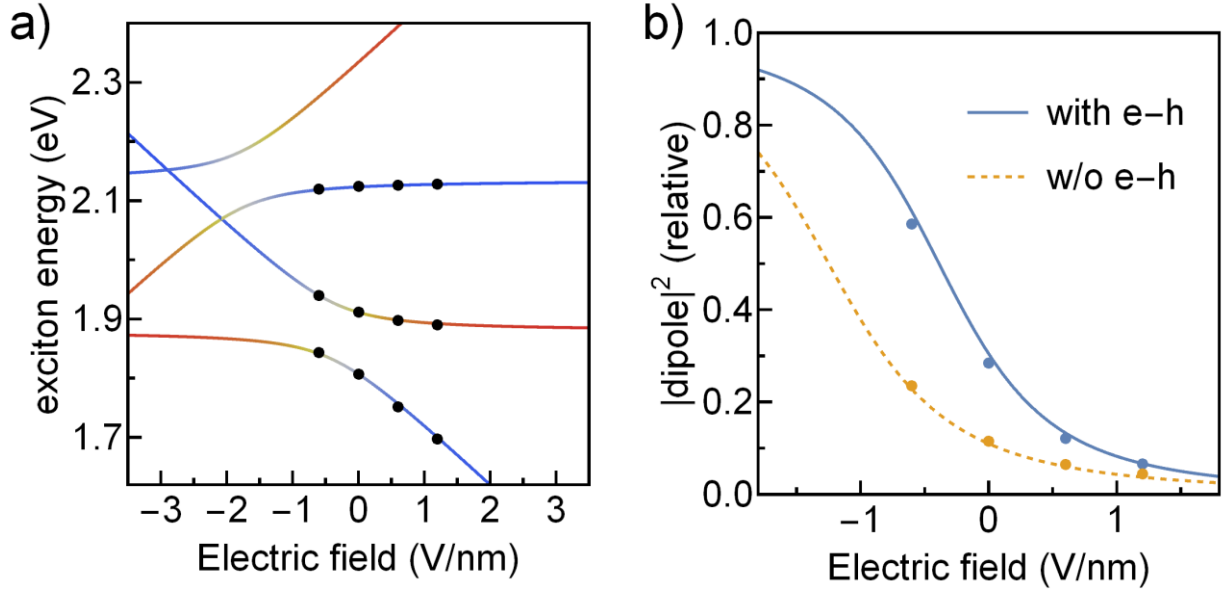 a)
exciton energy (eV)
2.3
2.1
1.9
1.7
−3 −2 −1 0 1 2 3
Electric field (V/nm)
b)
|dipole|² (relative)
1.0
0.8
0.6
0.4
0.2
0.0
with e−h
w/o e−h
−1 0 1
Electric field (V/nm)